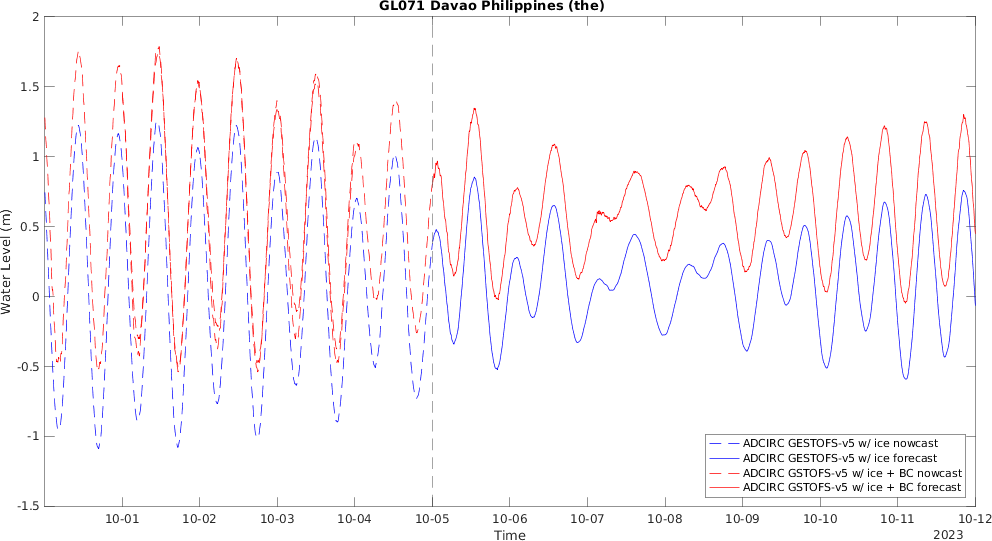 GL071 Davao Philippines (the)
2
1.5
1
0.5
0
-0.5
-1
-1.5
Water Level (m)
ADCIRC GESTOFS-v5 w/ ice nowcast
ADCIRC GESTOFS-v5 w/ ice forecast
ADCIRC GSTOFS-v5 w/ ice + BC nowcast
ADCIRC GSTOFS-v5 w/ ice + BC forecast
10-01 10-02 10-03 10-04 10-05 10-06 10-07 10-08 10-09 10-10 10-11 10-12
Time
2023